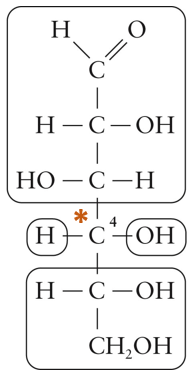 H O
C
H — C — OH
HO — C — H
* 4
H — C — OH
H — C — OH
CH₂OH